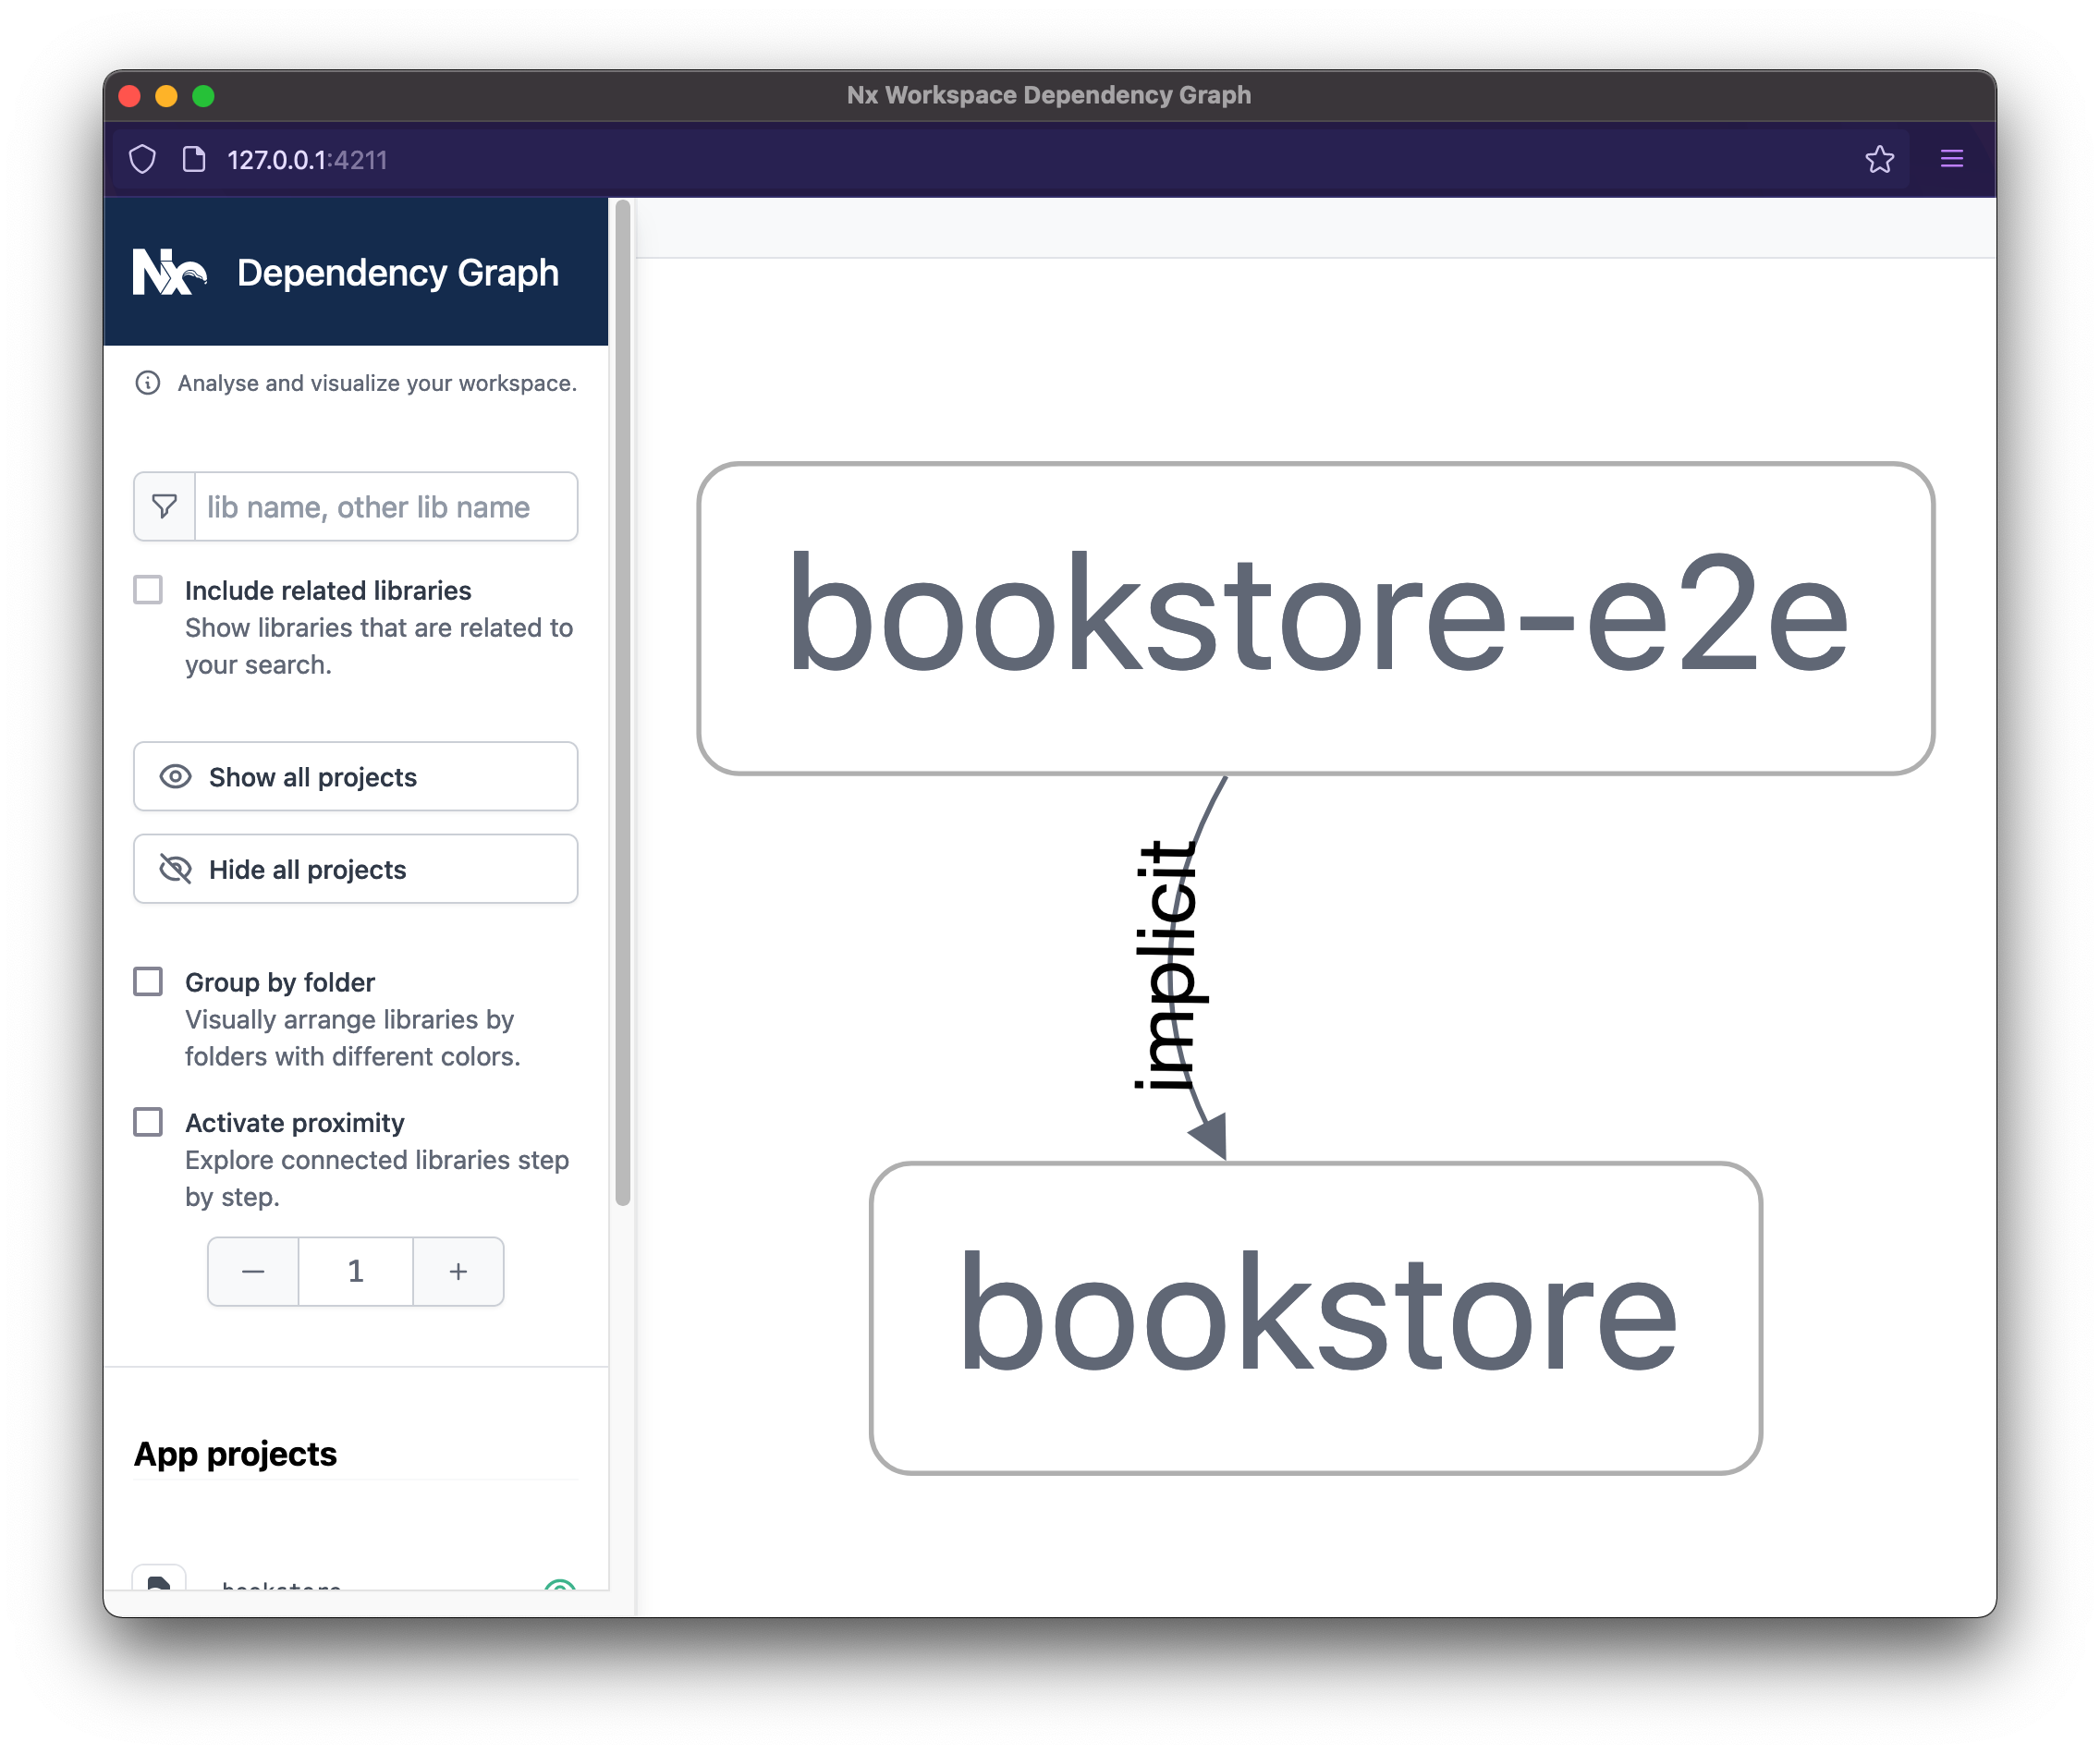 Nx Workspace Dependency Graph
127.0.0.1:4211
Nx Dependency Graph
Analyse and visualize your workspace.
lib name, other lib name
Include related libraries
Show libraries that are related to
your search.
Show all projects
Hide all projects
Group by folder
Visually arrange libraries by
folders with different colors.
Activate proximity
Explore connected libraries step
by step.
1
App projects
bookstore
bookstore-e2e
implicit
bookstore